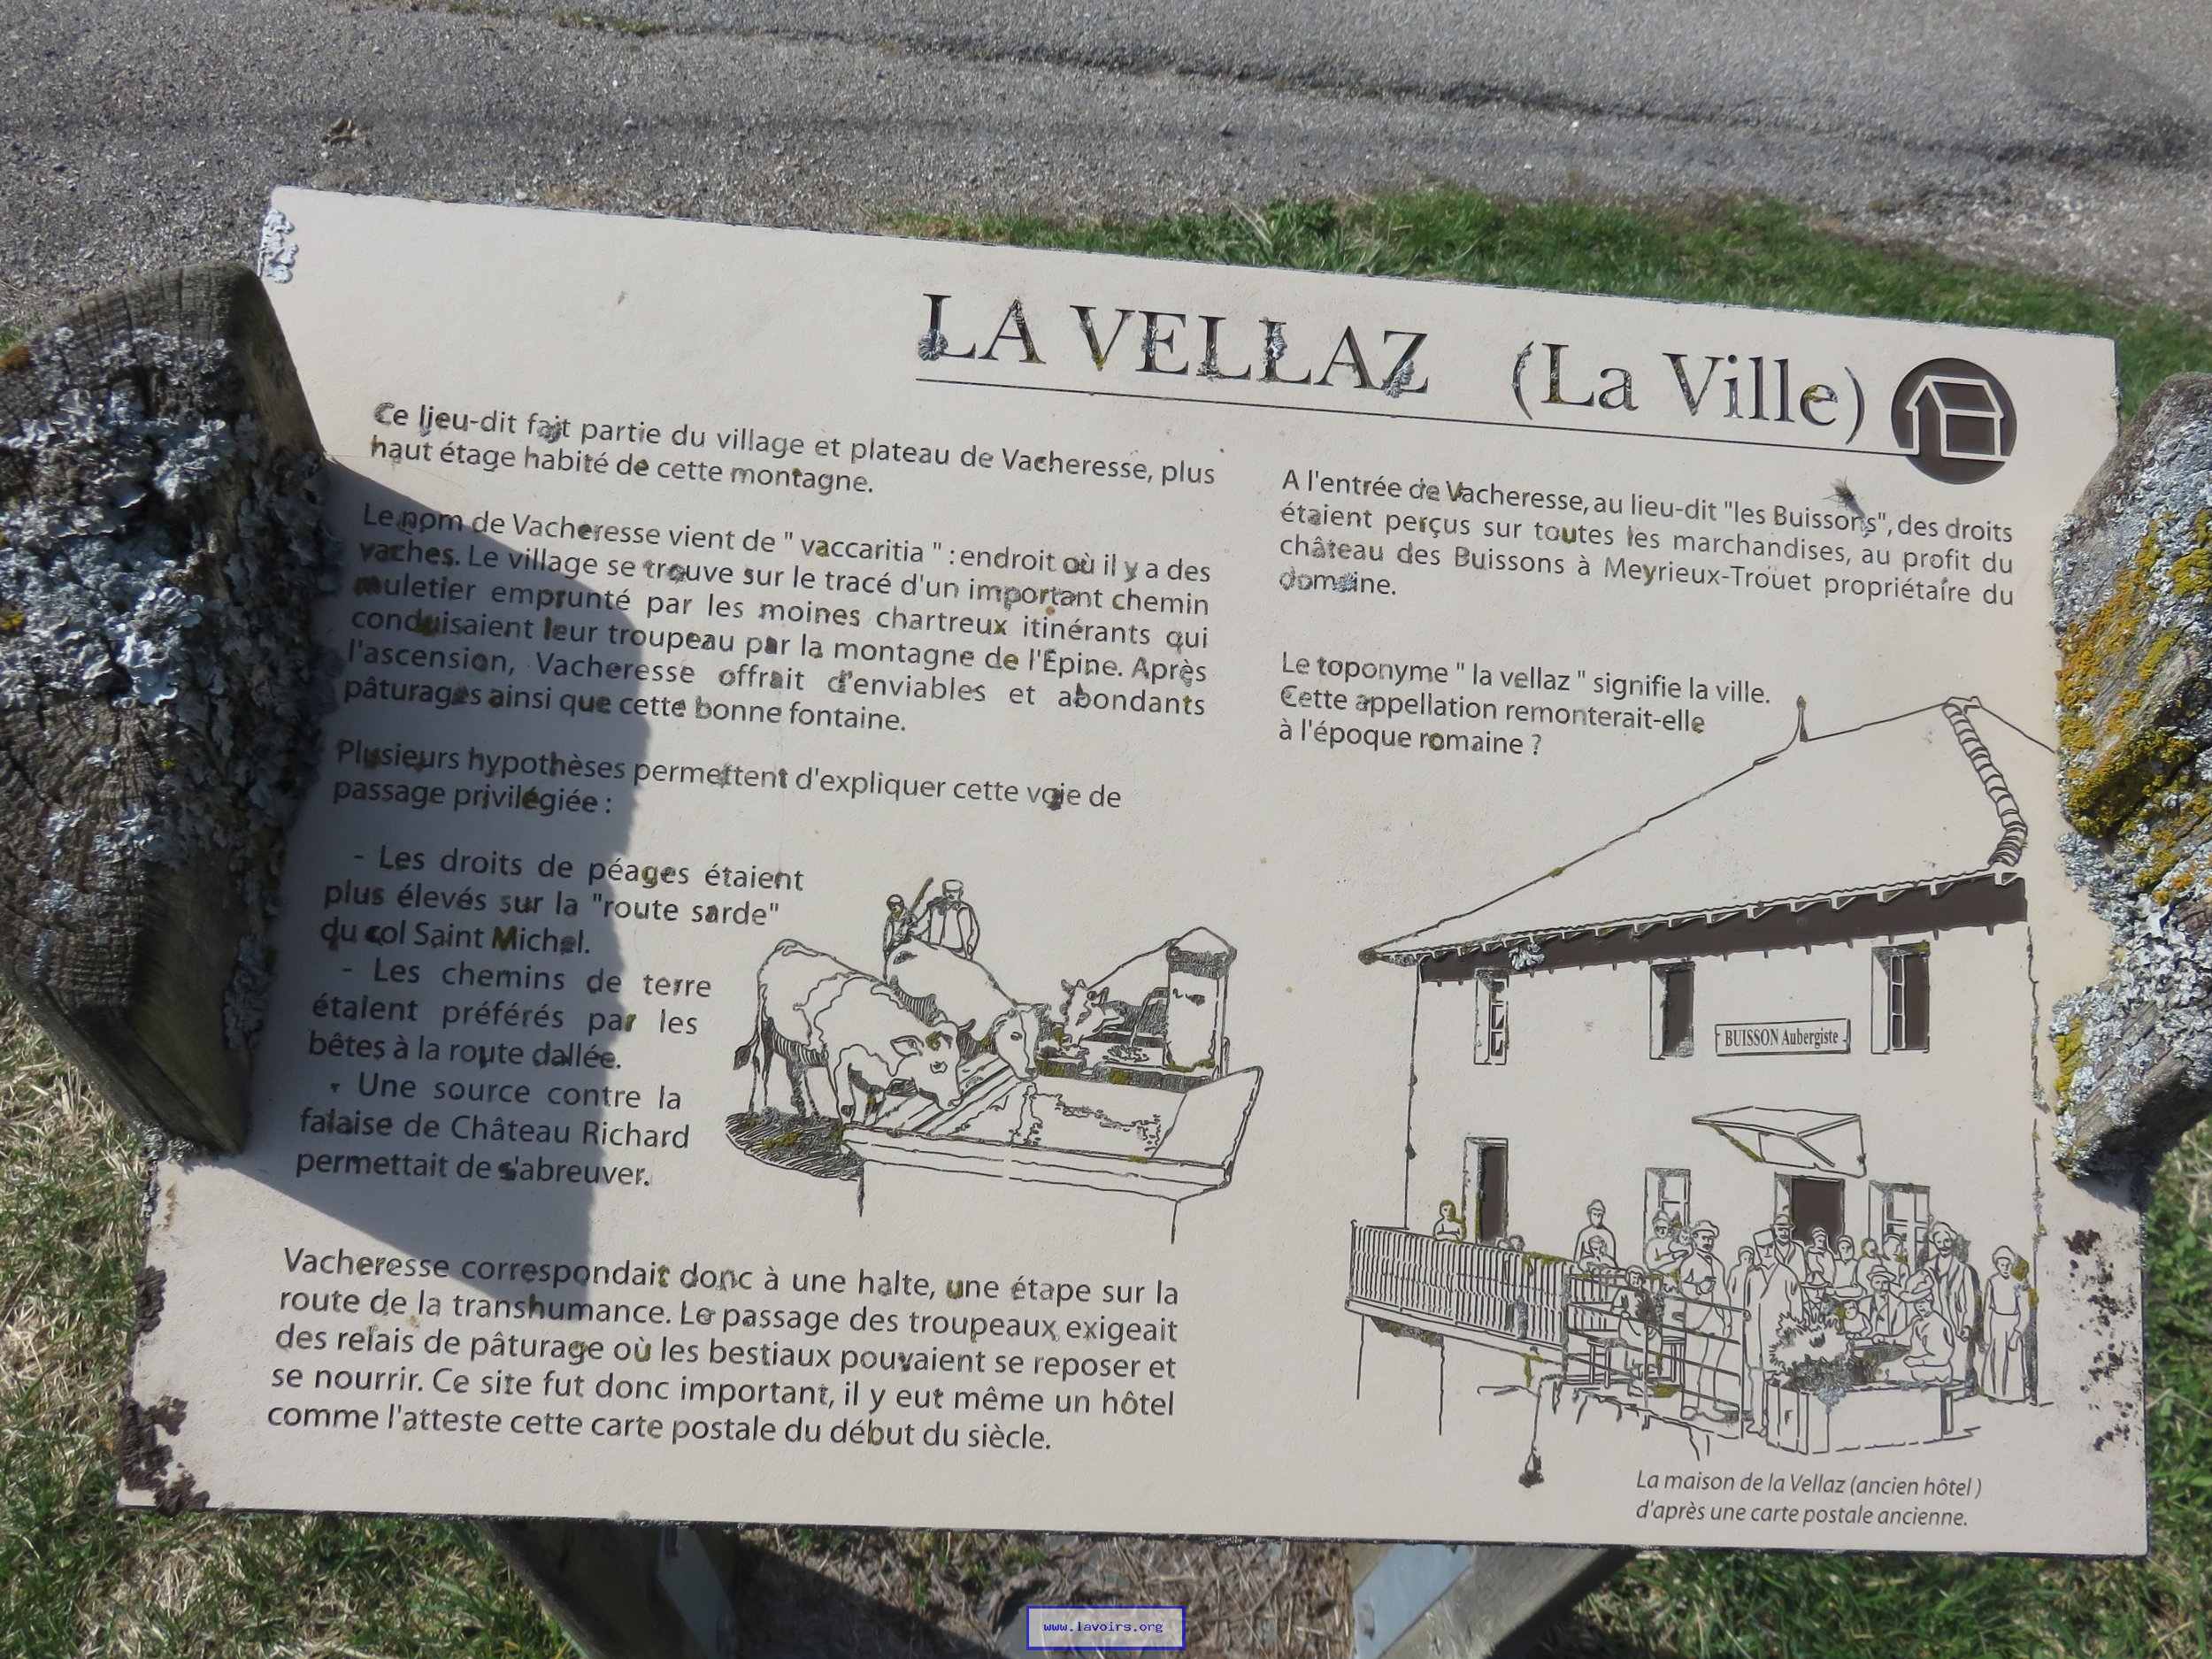 LA VELLAZ (La Ville)
Ce lieu-dit fait partie du village et plateau de Vacheresse, plus
haut étage habité de cette montagne.
Le nom de Vacheresse vient de " vaccaritia " : endroit où il y a des
vaches. Le village se trouve sur le tracé d'un important chemin
muletier emprunté par les moines chartreux itinérants qui
conduisaient leur troupeau par la montagne de l'Épine. Après
l'ascension, Vacheresse offrait d'enviables et abondants
pâturages ainsi que cette bonne fontaine.
Plusieurs hypothèses permettent d'expliquer cette voie de
passage privilégiée :
- Les droits de péages étaient
plus élevés sur la "route sarde"
du col Saint Michel.
- Les chemins de terre
étaient préférés par les
bêtes à la route dallée.
- Une source contre la
falaise de Château Richard
permettait de s'abreuver.
Vacheresse correspondait donc à une halte, une étape sur la
route de la transhumance. Le passage des troupeaux exigeait
des relais de pâturage où les bestiaux pouvaient se reposer et
se nourrir. Ce site fut donc important, il y eut même un hôtel
comme l'atteste cette carte postale du début du siècle.
A l'entrée de Vacheresse, au lieu-dit "les Buissons", des droits
étaient perçus sur toutes les marchandises, au profit du
château des Buissons à Meyrieux-Trouet propriétaire du
domaine.
Le toponyme " la vellaz " signifie la ville.
Cette appellation remonterait-elle
à l'époque romaine ?
BUISSON Aubergiste
La maison de la Vellaz (ancien hôtel )
d'après une carte postale ancienne.
www.lavoirs.org